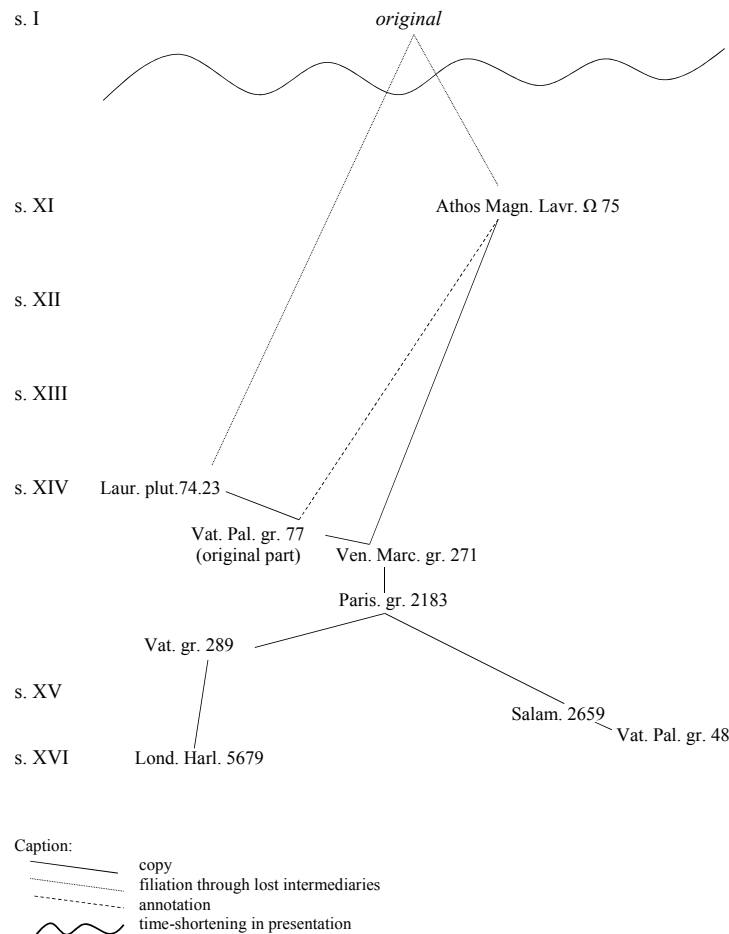 s. I
original
s. XI
Athos Magn. Lavr. Ω 75
s. XII
s. XIII
s. XIV
Laur. plut.74.23
Vat. Pal. gr. 77
(original part)
Ven. Marc. gr. 271
Paris. gr. 2183
Vat. gr. 289
s. XV
Salam. 2659
Vat. Pal. gr. 48
s. XVI
Lond. Harl. 5679
Caption:
copy
filiation through lost intermediaries
annotation
time-shortening in presentation